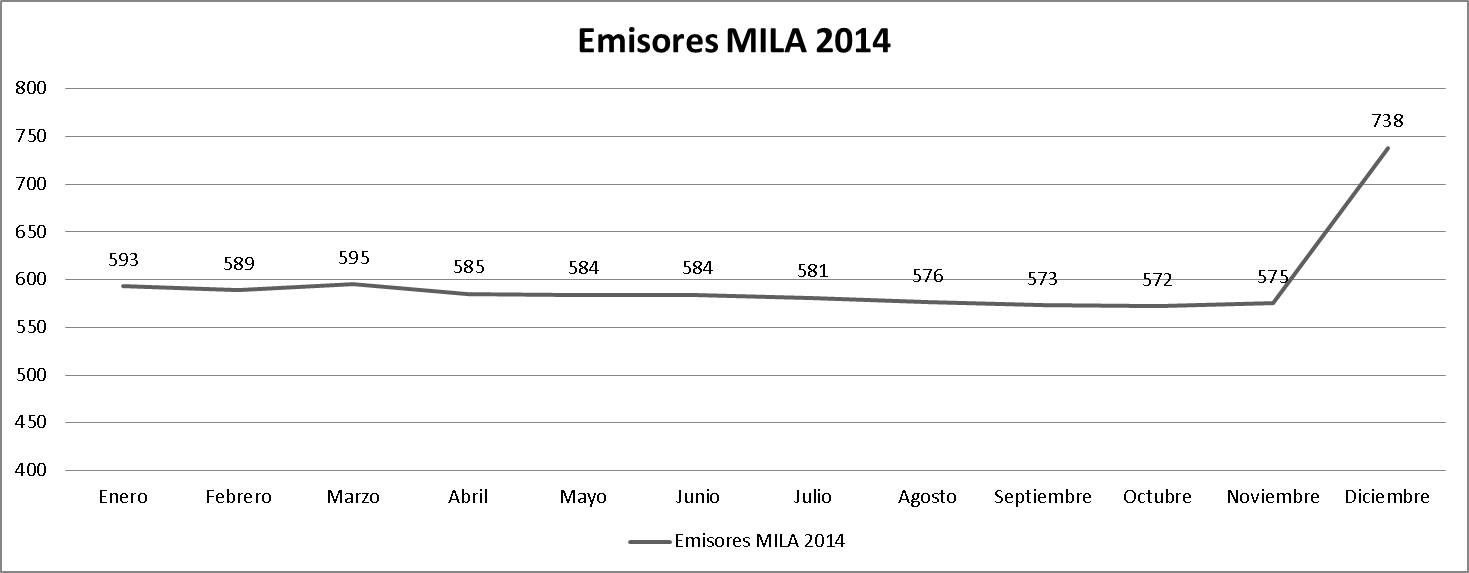 Emisores MILA 2014
800
750
700
650
600
550
500
450
400
593
589
595
585
584
584
581
576
573
572
575
738
Enero
Febrero
Marzo
Abril
Mayo
Junio
Julio
Agosto
Septiembre
Octubre
Noviembre
Diciembre
Emisores MILA 2014